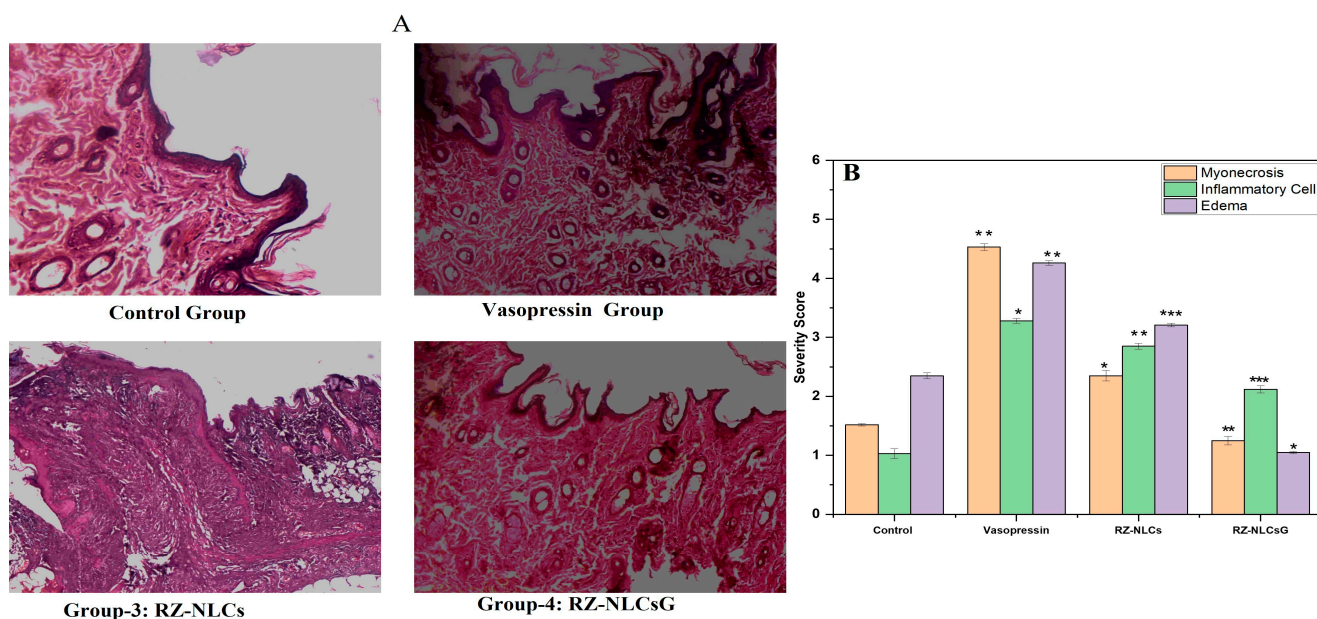 A
Control Group
Vasopressin Group
Group-3: RZ-NLCs
Group-4: RZ-NLCsG
B
Myonecrosis
Inflammatory Cell
Edema
Severity Score
6
5
4
3
2
1
0
**
*
**
*
**
***
**
***
*
Control
Vasopressin
RZ-NLCs
RZ-NLCsG